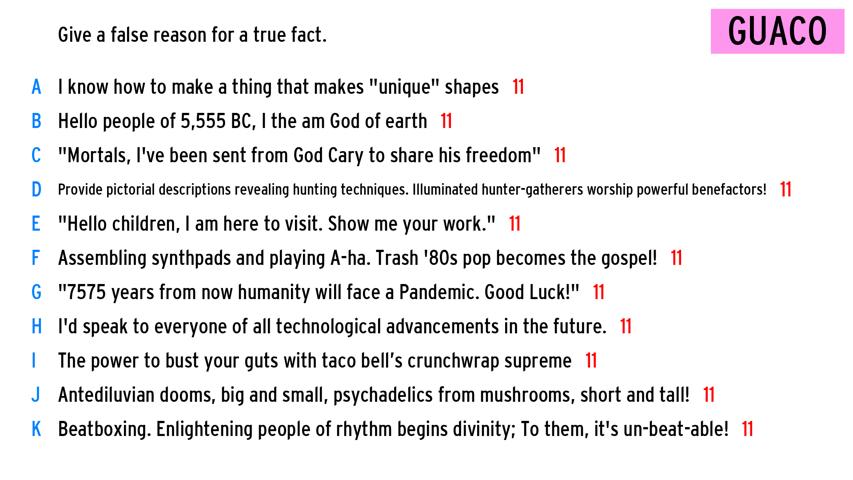 Give a false reason for a true fact.
GUACO
A I know how to make a thing that makes "unique" shapes 11
B Hello people of 5,555 BC, I the am God of earth 11
C "Mortals, I've been sent from God Cary to share his freedom" 11
D Provide pictorial descriptions revealing hunting techniques. Illuminated hunter-gatherers worship powerful benefactors! 11
E "Hello children, I am here to visit. Show me your work." 11
F Assembling synthpads and playing A-ha. Trash '80s pop becomes the gospel! 11
G "7575 years from now humanity will face a Pandemic. Good Luck!" 11
H I'd speak to everyone of all technological advancements in the future. 11
I The power to bust your guts with taco bell’s crunchwrap supreme 11
J Antediluvian dooms, big and small, psychadelics from mushrooms, short and tall! 11
K Beatboxing. Enlightening people of rhythm begins divinity; To them, it's un-beat-able! 11